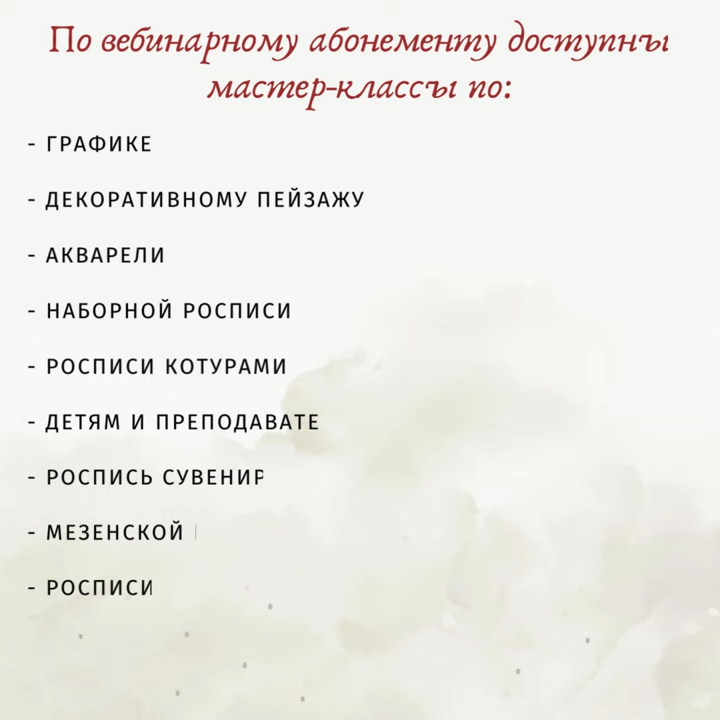 По вебинарному абонементу доступны
мастер-классы по:
- ГРАФИКЕ
- ДЕКОРАТИВНОМУ ПЕЙЗАЖУ
- АКВАРЕЛИ
- НАБОРНОЙ РОСПИСИ
- РОСПИСИ КОТУРАМИ
- ДЕТЯМ И ПРЕПОДАВАТЕ
- РОСПИСЬ СУВЕНИР
- МЕЗЕНСКОЙ
- РОСПИСИ